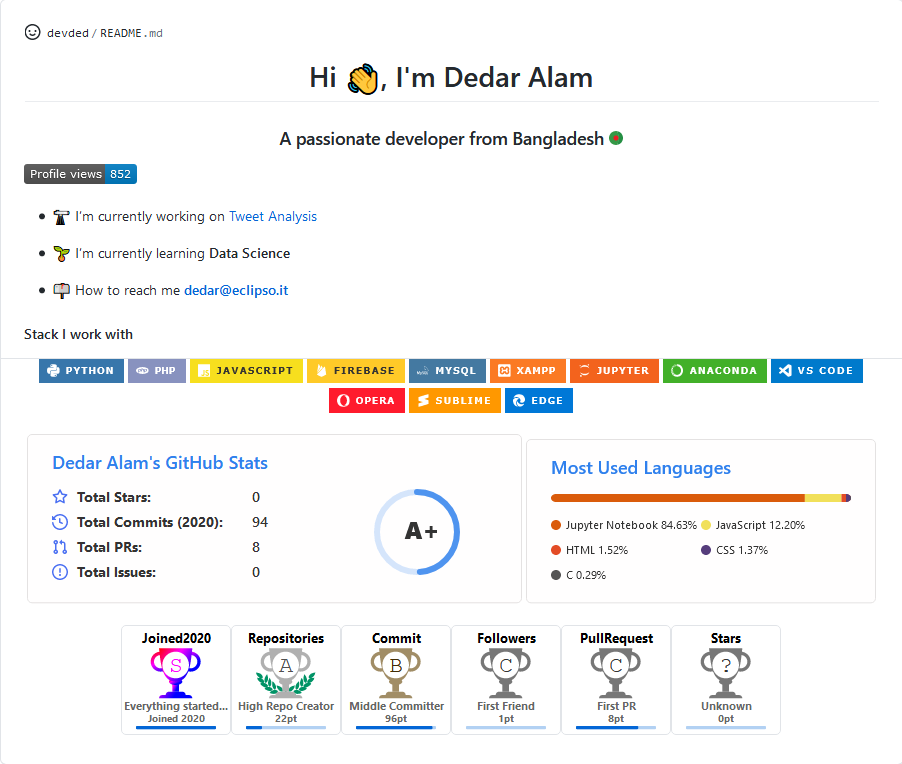 devded / README.md
Hi 👋, I'm Dedar Alam
A passionate developer from Bangladesh 🇧🇩
Profile views 852
I'm currently working on Tweet Analysis
I'm currently learning Data Science
How to reach me dedar@eclipso.it
Stack I work with
PYTHON PHP JAVASCRIPT FIREBASE MYSQL XAMPP JUPYTER ANACONDA VS CODE
OPERA SUBLIME EDGE
Dedar Alam's GitHub Stats
Total Stars: 0
Total Commits (2020): 94
Total PRs: 8
Total Issues: 0
A+
Most Used Languages
Jupyter Notebook 84.63% JavaScript 12.20%
HTML 1.52% CSS 1.37%
C 0.29%
Joined2020 Repositories Commit Followers PullRequest Stars
S A B C C ?
Everything started... High Repo Creator Middle Committer First Friend First PR Unknown
Joined 2020 22pt 96pt 1pt 8pt 0pt